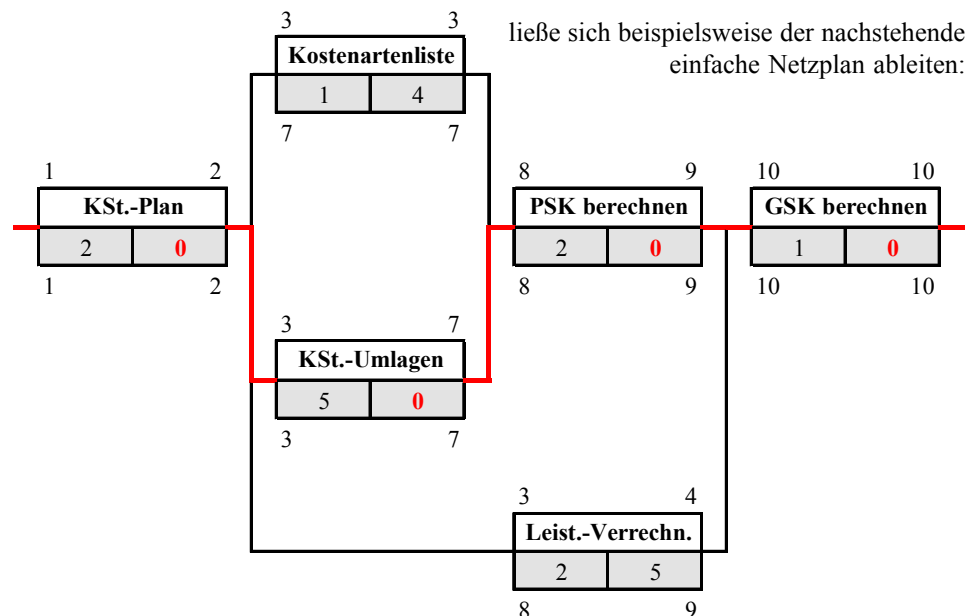 ließe sich beispielsweise der nachstehende
einfache Netzplan ableiten:
3 3
Kostenartenliste
1 4
7 7
1 2
KSt.-Plan
2 0
1 2
3 7
KSt.-Umlagen
5 0
3 7
8 9
PSK berechnen
2 0
8 9
10 10
GSK berechnen
1 0
10 10
3 4
Leist.-Verrechn.
2 5
8 9